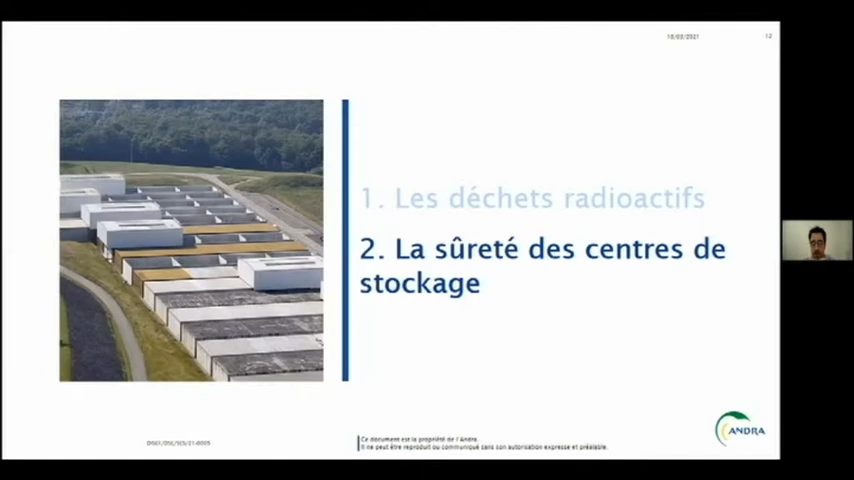 10/03/2021
12
1. Les déchets radioactifs
2. La sûreté des centres de
stockage
ANDRA
Ce document est la propriété de l'Andra.
Il ne peut être reproduit ou communiqué sans son autorisation expresse et préalable.